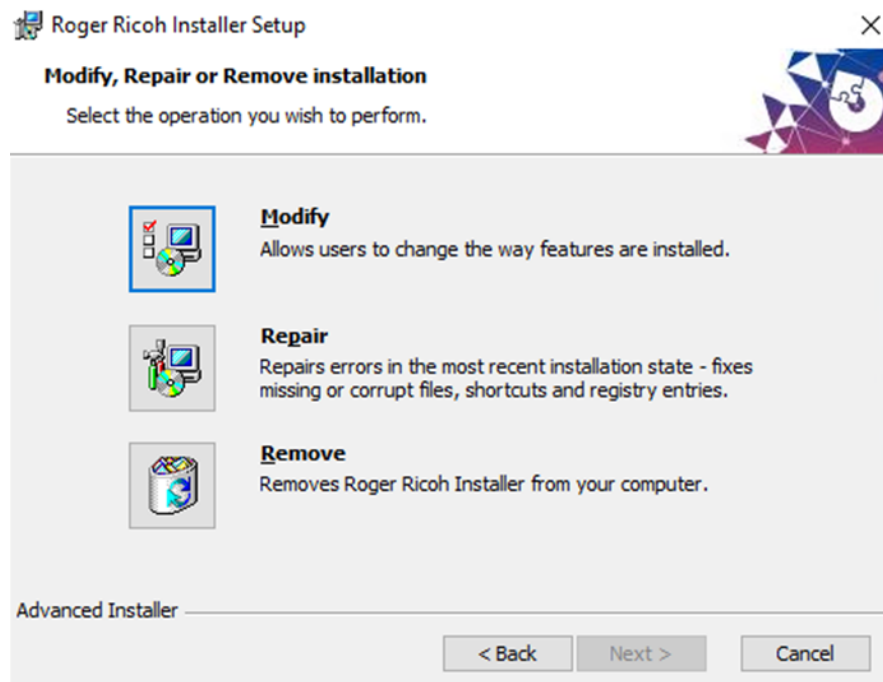 Roger Ricoh Installer Setup
Modify, Repair or Remove installation
Select the operation you wish to perform.
Modify
Allows users to change the way features are installed.
Repair
Repairs errors in the most recent installation state - fixes
missing or corrupt files, shortcuts and registry entries.
Remove
Removes Roger Ricoh Installer from your computer.
Advanced Installer
< Back
Next >
Cancel